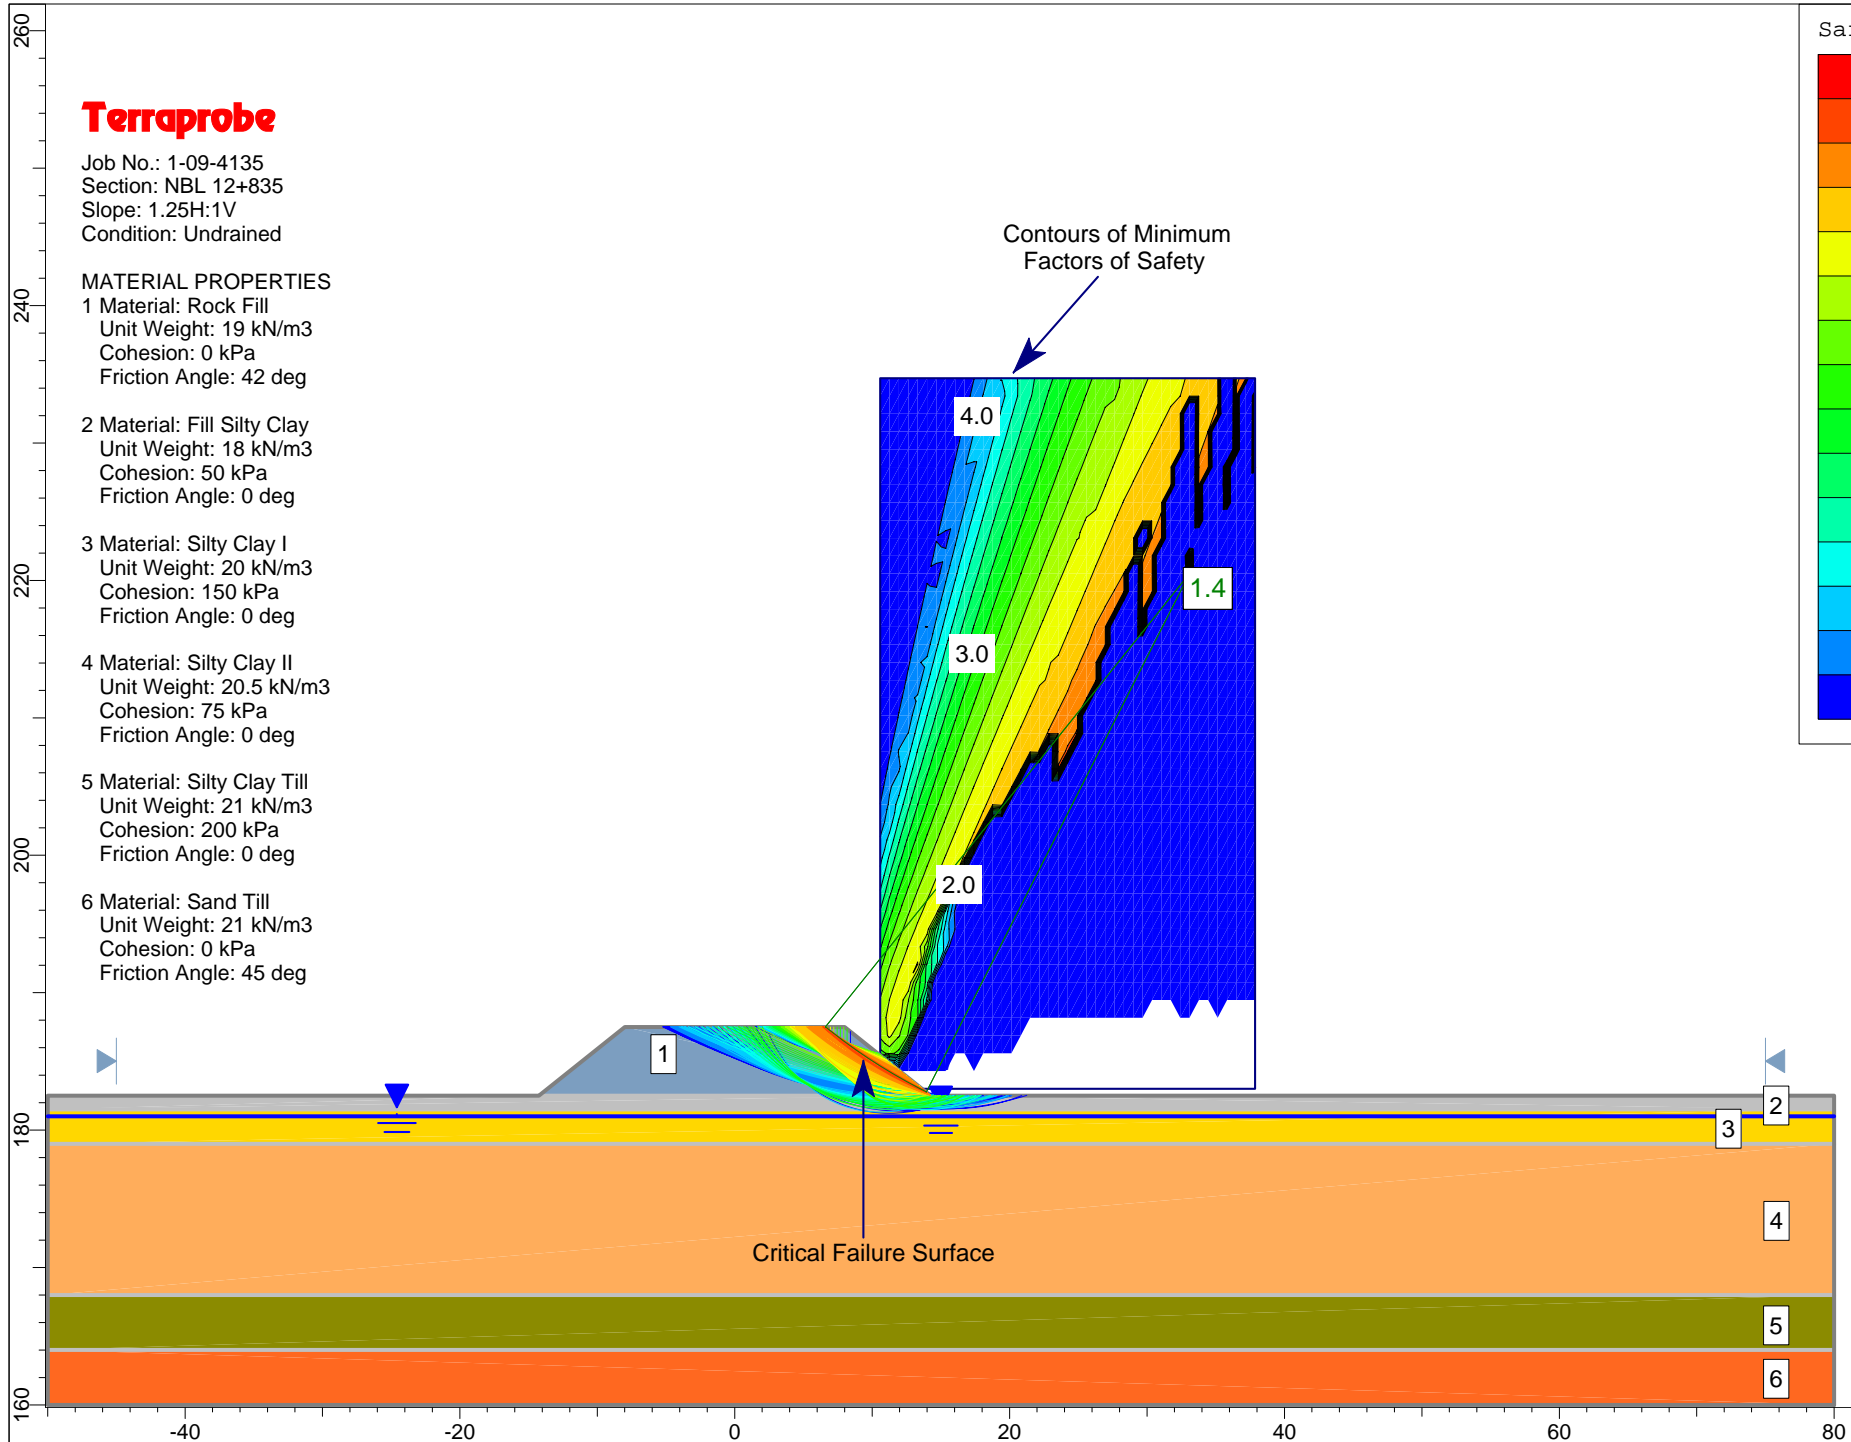 Terraprobe
Job No.: 1-09-4135
Section: NBL 12+835
Slope: 1.25H:1V
Condition: Undrained
MATERIAL PROPERTIES
1 Material: Rock Fill
Unit Weight: 19 kN/m3
Cohesion: 0 kPa
Friction Angle: 42 deg
2 Material: Fill Silty Clay
Unit Weight: 18 kN/m3
Cohesion: 50 kPa
Friction Angle: 0 deg
3 Material: Silty Clay I
Unit Weight: 20 kN/m3
Cohesion: 150 kPa
Friction Angle: 0 deg
4 Material: Silty Clay II
Unit Weight: 20.5 kN/m3
Cohesion: 75 kPa
Friction Angle: 0 deg
5 Material: Silty Clay Till
Unit Weight: 21 kN/m3
Cohesion: 200 kPa
Friction Angle: 0 deg
6 Material: Sand Till
Unit Weight: 21 kN/m3
Cohesion: 0 kPa
Friction Angle: 45 deg
Contours of Minimum
Factors of Safety
4.0
1.4
3.0
2.0
1
2
3
4
5
6
Critical Failure Surface
260
240
220
200
180
160
-40
-20
0
20
40
60
80